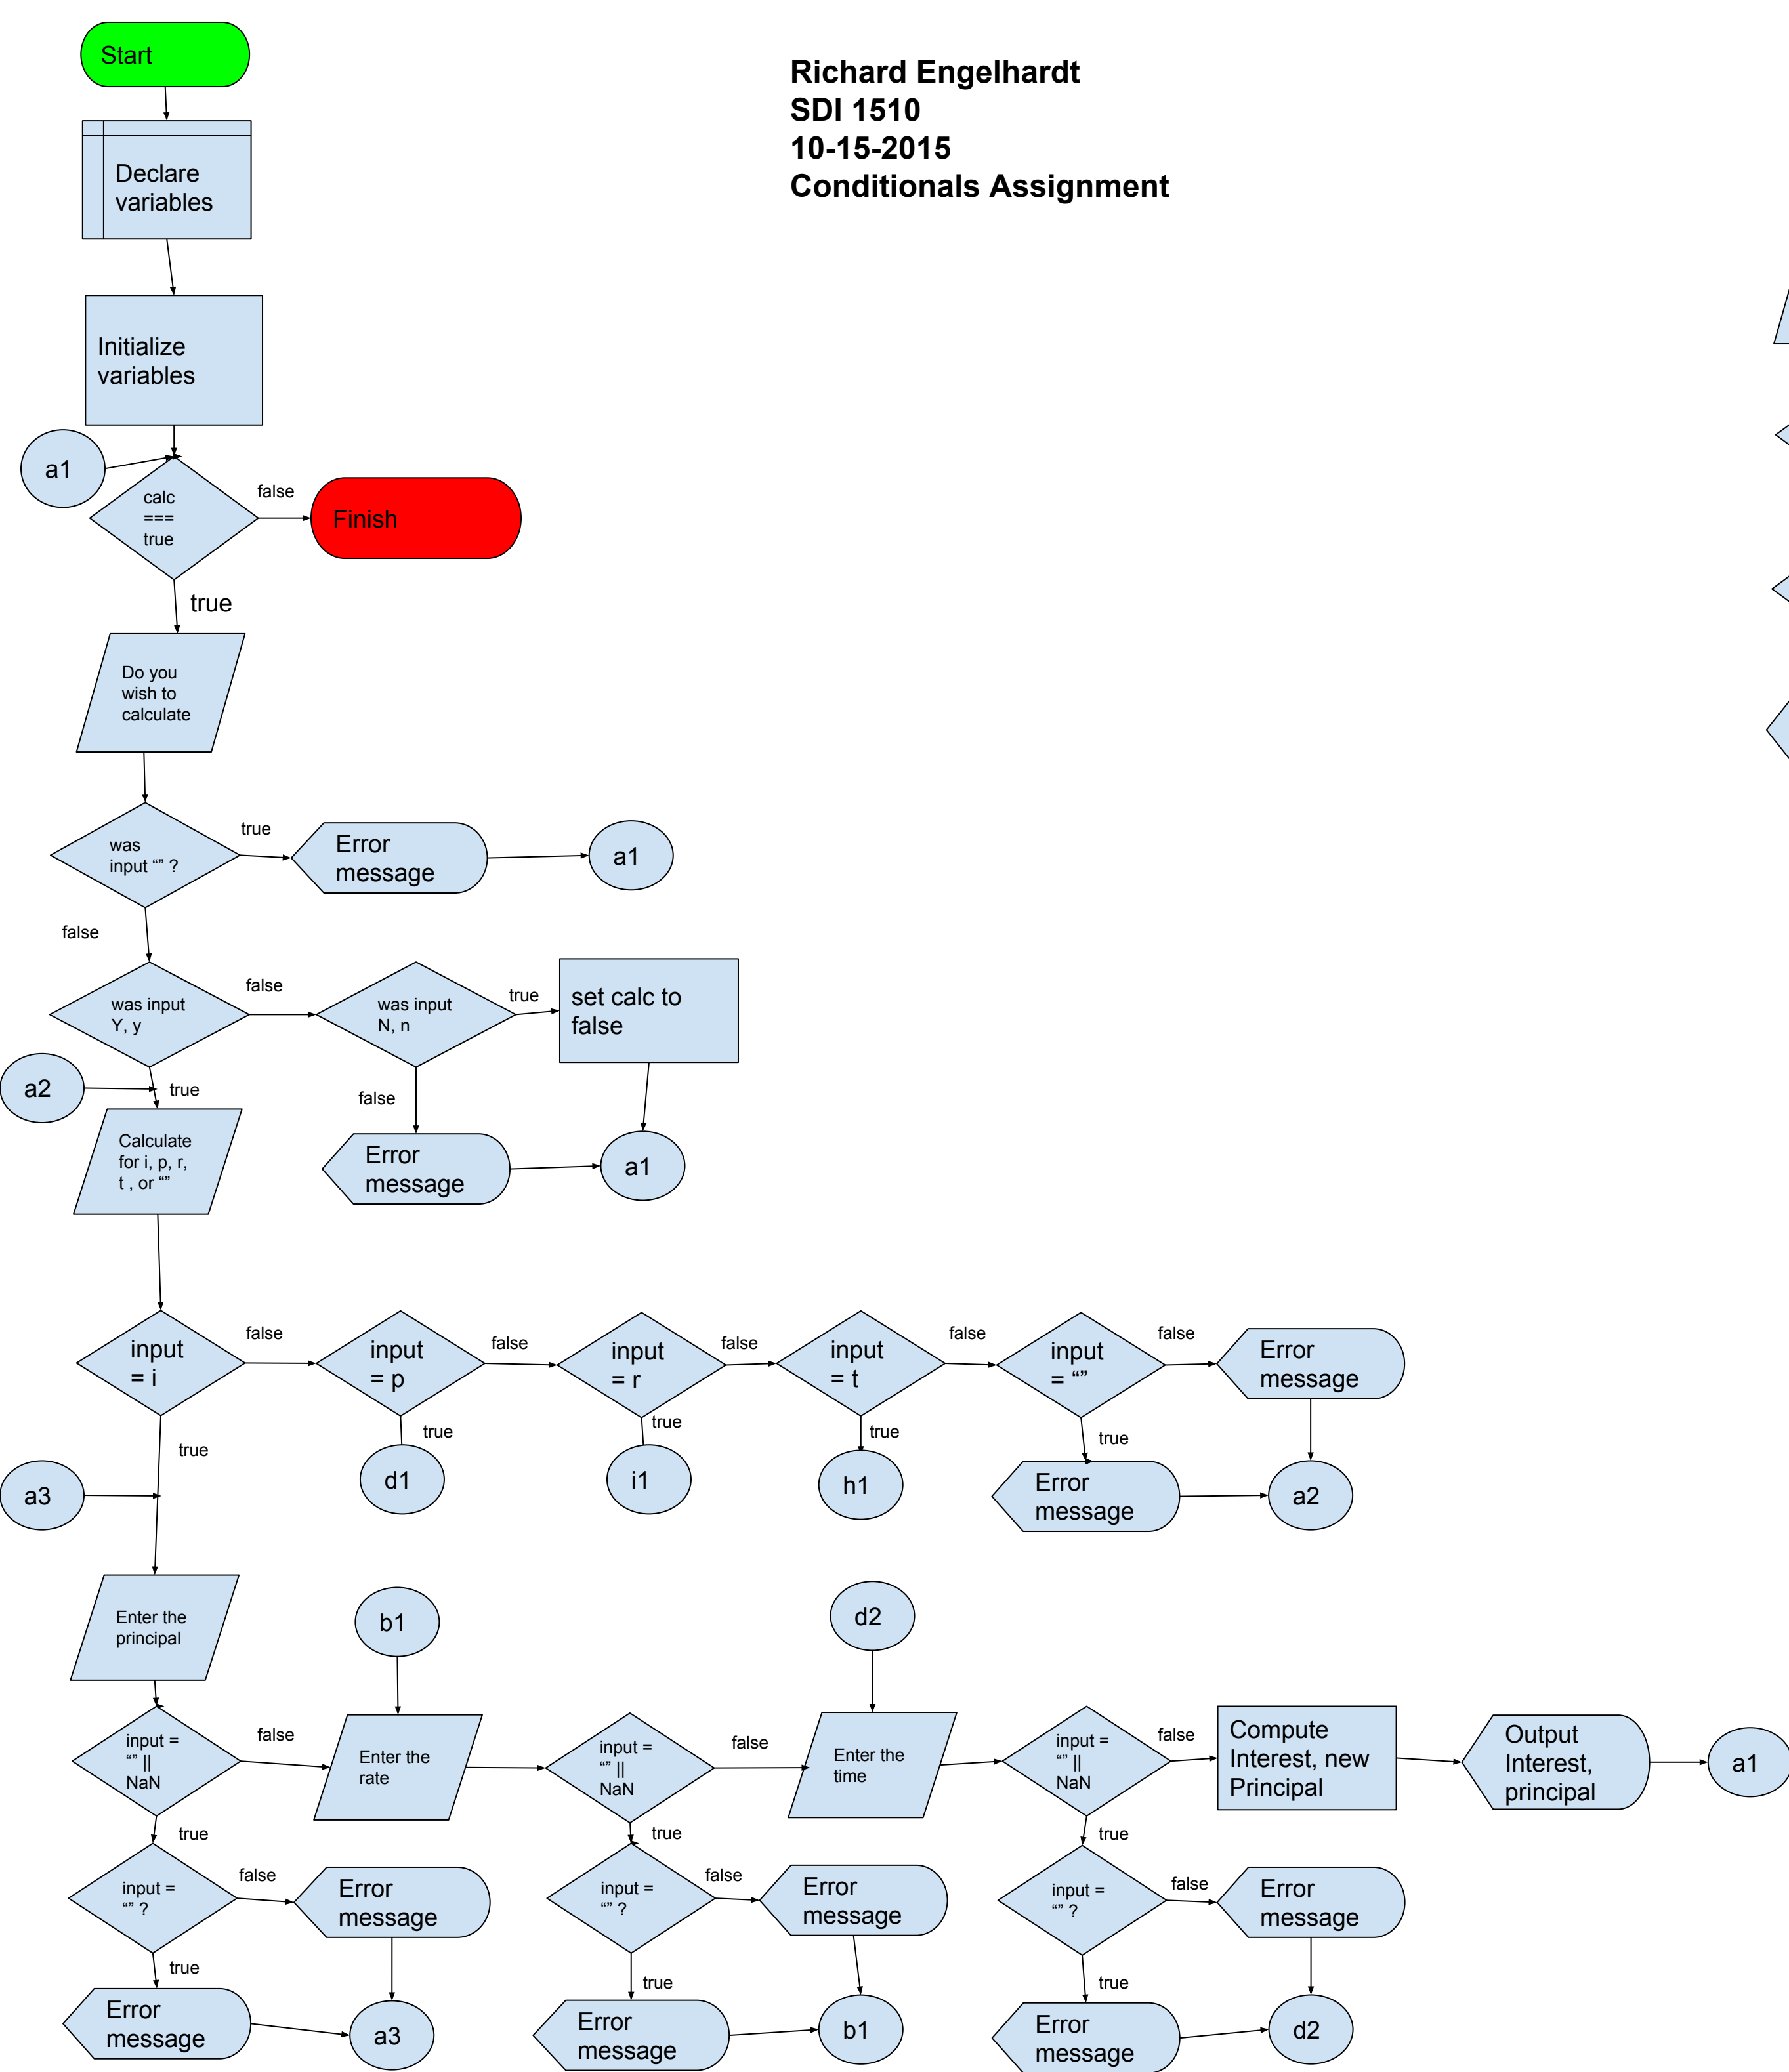 Start
Richard Engelhardt
SDI 1510
10-15-2015
Conditionals Assignment
Declare
variables
Initialize
variables
a1
calc
===
true
false
Finish
true
Do you
wish to
calculate
was
input “” ?
true
Error
message
a1
false
was input
Y, y
false
was input
N, n
true
set calc to
false
a2
true
false
Calculate
for i, p, r,
t , or “”
Error
message
a1
input
= i
false
input
= p
false
input
= r
false
input
= t
false
input
= “”
false
Error
message
true
true
true
true
true
a3
d1
i1
h1
Error
message
a2
Enter the
principal
b1
d2
input =
“” ||
NaN
false
Enter the
rate
input =
“” ||
NaN
false
Enter the
time
input =
“” ||
NaN
false
Compute
Interest, new
Principal
Output
Interest,
principal
a1
true
true
true
input =
“” ?
false
Error
message
input =
“” ?
false
Error
message
input =
“” ?
false
Error
message
true
true
true
Error
message
a3
Error
message
b1
Error
message
d2